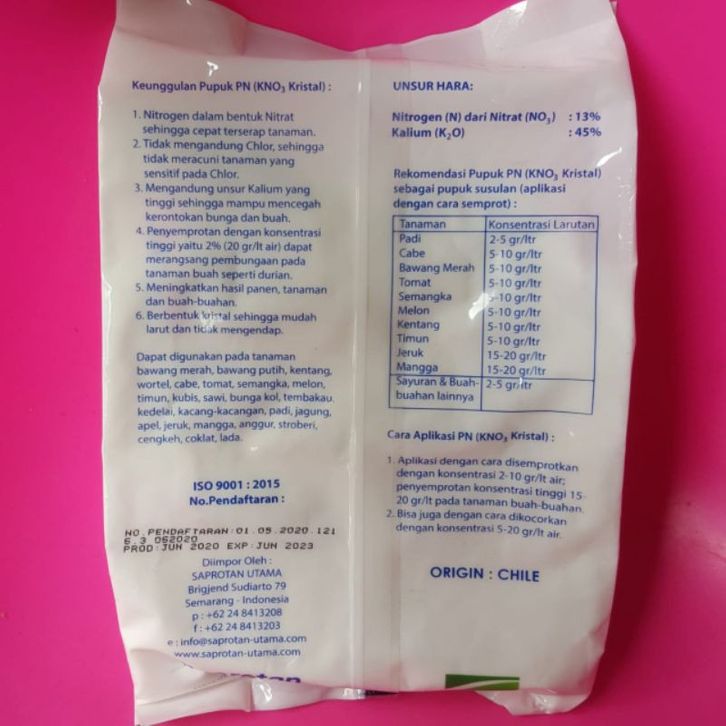 Keunggulan Pupuk PN (KNO₃ Kristal) :
1. Nitrogen dalam bentuk Nitrat
sehingga cepat terserap tanaman.
2. Tidak mengandung Chlor, sehingga
tidak meracuni tanaman yang
sensitif pada Chlor.
3. Mengandung unsur Kalium yang
tinggi sehingga mampu mencegah
kerontokan bunga dan buah.
4. Penyemprotan dengan konsentrasi
tinggi yaitu 2% (20 gr/lt air) dapat
merangsang pembungaan pada
tanaman buah seperti durian.
5. Meningkatkan hasil panen, tanaman
dan buah-buahan.
6. Berbentuk kristal sehingga mudah
larut dan tidak mengendap.
Dapat digunakan pada tanaman
bawang merah, bawang putih, kentang,
wortel, cabe, tomat, semangka, melon,
timun, kubis, sawi, bunga kol, tembakau,
kedelai, kacang-kacangan, padi, jagung,
apel, jeruk, mangga, anggur, stroberi,
cengkeh, coklat, lada.
ISO 9001 : 2015
No.Pendaftaran :
NO PENDAFTARAN:01.05.2020.121
5.3 052020
PROD:JUN 2020 EXP:JUN 2023
Diimpor Oleh :
SAPROTAN UTAMA
Brigjend Sudiarto 79
Semarang - Indonesia
p : +62 24 8413208
f : +62 24 8413203
e : info@saprotan-utama.com
www.saprotan-utama.com
UNSUR HARA:
Nitrogen (N) dari Nitrat (NO₃) : 13%
Kalium (K₂O) : 45%
Rekomendasi Pupuk PN (KNO₃ Kristal)
sebagai pupuk susulan (aplikasi
dengan cara semprot) :
Tanaman Konsentrasi Larutan
Padi 2-5 gr/ltr
Cabe 5-10 gr/ltr
Bawang Merah 5-10 gr/ltr
Tomat 5-10 gr/ltr
Semangka 5-10 gr/ltr
Melon 5-10 gr/ltr
Kentang 5-10 gr/ltr
Timun 5-10 gr/ltr
Jeruk 15-20 gr/ltr
Mangga 15-20 gr/ltr
Sayuran & Buah- 2-5 gr/ltr
buahan lainnya
Cara Aplikasi PN (KNO₃ Kristal) :
1. Aplikasi dengan cara disemprotkan
dengan konsentrasi 2-10 gr/lt air;
penyemprotan konsentrasi tinggi 15-
20 gr/lt pada tanaman buah-buahan.
2. Bisa juga dengan cara dikocorkan
dengan konsentrasi 5-20 gr/lt air.
ORIGIN : CHILE